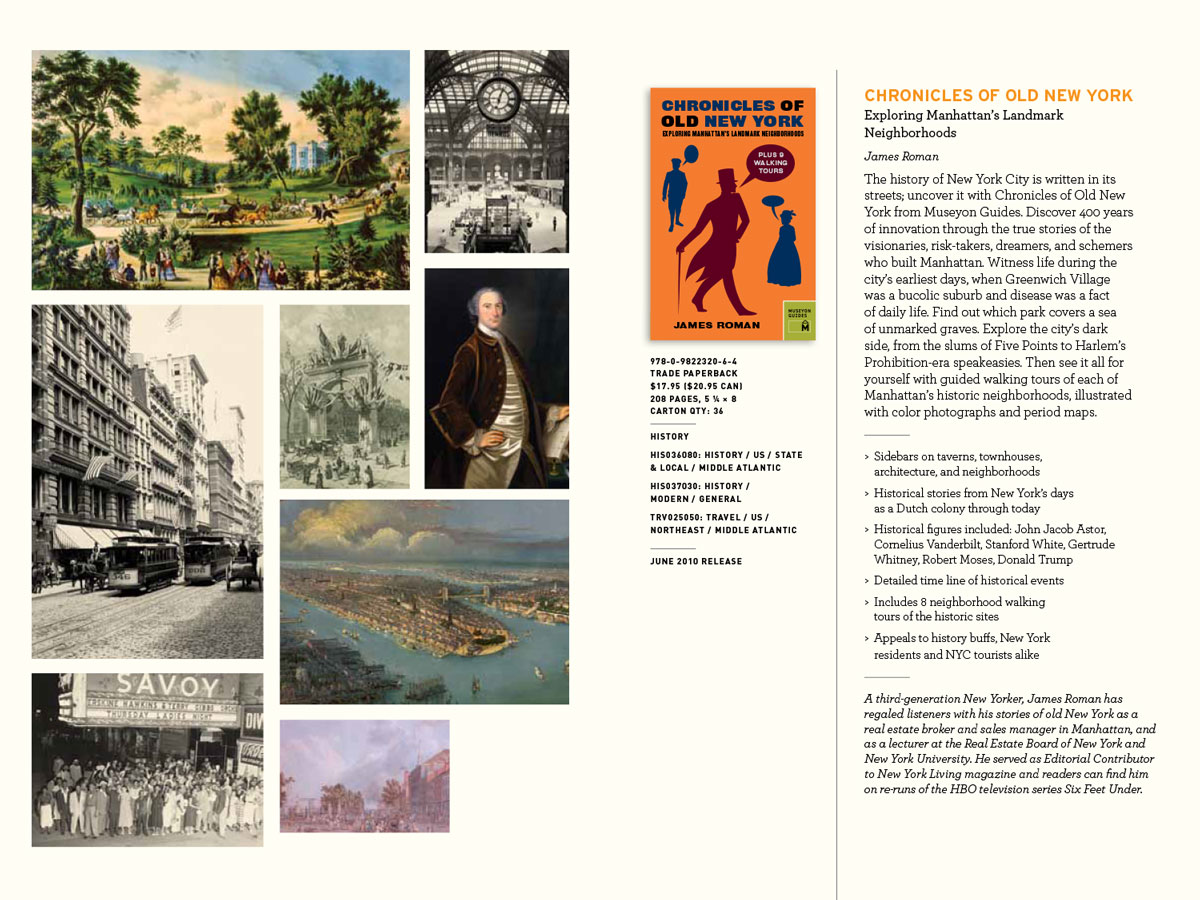 SAVOY
ERSKINE HAWKINS & TERRY GIBBS ORCH
THURSDAY LADIES NIGHT
CHRONICLES OF
OLD NEW YORK
EXPLORING MANHATTAN'S LANDMARK NEIGHBORHOODS
PLUS 9
WALKING
TOURS
JAMES ROMAN
MUSEYON
GUIDES
M
978-0-9822320-6-4
TRADE PAPERBACK
$17.95 ($20.95 CAN)
208 PAGES, 5 ¼ × 8
CARTON QTY: 36
HISTORY
HIS036080: HISTORY / US / STATE
& LOCAL / MIDDLE ATLANTIC
HIS037030: HISTORY /
MODERN / GENERAL
TRV025050: TRAVEL / US /
NORTHEAST / MIDDLE ATLANTIC
JUNE 2010 RELEASE
CHRONICLES OF OLD NEW YORK
Exploring Manhattan's Landmark
Neighborhoods
James Roman
The history of New York City is written in its
streets; uncover it with Chronicles of Old New
York from Museyon Guides. Discover 400 years
of innovation through the true stories of the
visionaries, risk-takers, dreamers, and schemers
who built Manhattan. Witness life during the
city's earliest days, when Greenwich Village
was a bucolic suburb and disease was a fact
of daily life. Find out which park covers a sea
of unmarked graves. Explore the city's dark
side, from the slums of Five Points to Harlem's
Prohibition-era speakeasies. Then see it all for
yourself with guided walking tours of each of
Manhattan's historic neighborhoods, illustrated
with color photographs and period maps.
› Sidebars on taverns, townhouses,
architecture, and neighborhoods
› Historical stories from New York's days
as a Dutch colony through today
› Historical figures included: John Jacob Astor,
Cornelius Vanderbilt, Stanford White, Gertrude
Whitney, Robert Moses, Donald Trump
› Detailed time line of historical events
› Includes 8 neighborhood walking
tours of the historic sites
› Appeals to history buffs, New York
residents and NYC tourists alike
A third-generation New Yorker, James Roman has
regaled listeners with his stories of old New York as a
real estate broker and sales manager in Manhattan, and
as a lecturer at the Real Estate Board of New York and
New York University. He served as Editorial Contributor
to New York Living magazine and readers can find him
on re-runs of the HBO television series Six Feet Under.